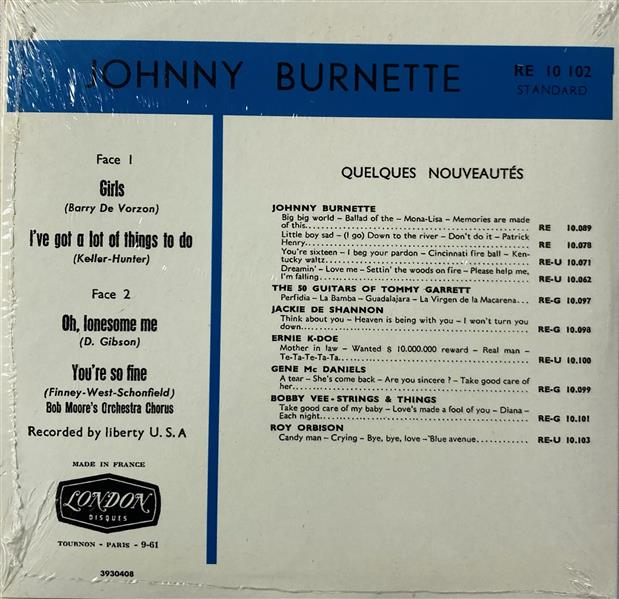 JOHNNY BURNETTE
RE 10 102
STANDARD
Face 1
Girls
(Barry De Vorzon)
I've got a lot of things to do
(Keller-Hunter)
Face 2
Oh, lonesome me
(D. Gibson)
You're so fine
(Finney-West-Schonfield)
Bob Moore's Orchestra Chorus
Recorded by liberty U. S. A
MADE IN FRANCE
LONDON
DISQUES
TOURNON - PARIS - 9-61
3930408
QUELQUES NOUVEAUTÉS
JOHNNY BURNETTE
Big big world – Ballad of the – Mona-Lisa – Memories are made
of this. RE 10.089
Little boy sad – (I go) Down to the river – Don't do it – Patrick
Henry. RE 10.078
You're sixteen – I beg your pardon – Cincinnati fire ball – Ken-
tucky waltz RE-U 10.071
Dreamin' – Love me – Settin' the woods on fire – Please help me,
I'm falling RE-U 10.062
THE 50 GUITARS OF TOMMY GARRETT
Perfidia – La Bamba – Guadalajara – La Virgen de la Macarena... RE-G 10.097
JACKIE DE SHANNON
Think about you – Heaven is being with you – I won't turn you
down RE-G 10.098
ERNIE K-DOE
Mother in law – Wanted $ 10.000.000 reward – Real man –
Te-Ta-Te-Ta-Ta RE-U 10.100
GENE Mc DANIELS
A tear – She's come back – Are you sincere ? – Take good care of
her RE-G 10.099
BOBBY VEE - STRINGS & THINGS
Take good care of my baby – Love's made a fool of you – Diana –
Each night RE-G 10.101
ROY ORBISON
Candy man – Crying – Bye, bye, love – Blue avenue RE-U 10.103